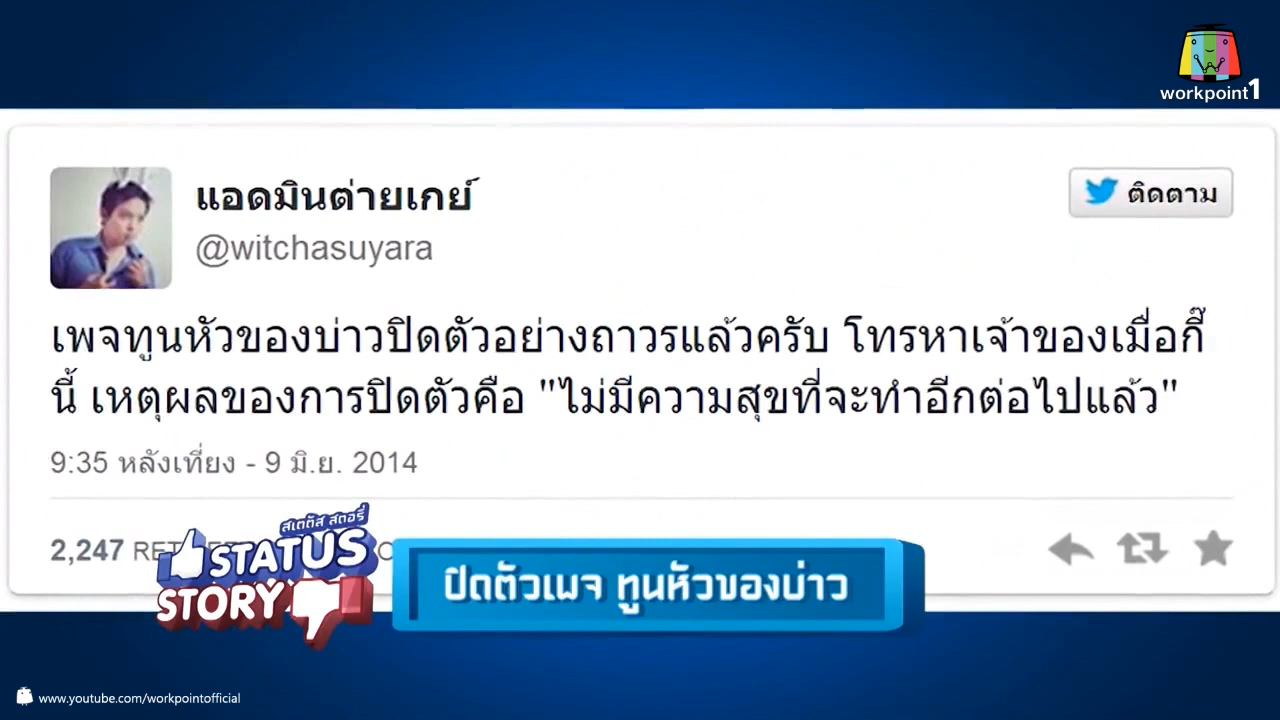 workpoint1
แอดมินต่ายเกย์
@witchasuyara
ติดตาม
เพจทูนหัวของบ่าวปิดตัวอย่างถาวรแล้วครับ โทรหาเจ้าของเมื่อกี๊
นี้ เหตุผลของการปิดตัวคือ "ไม่มีความสุขที่จะทำอีกต่อไปแล้ว"
9:35 หลังเที่ยง - 9 มิ.ย. 2014
2,247
สเตตัส สตอรี่
STATUS
STORY
ปิดตัวเพจ ทูนหัวของบ่าว
www.youtube.com/workpointofficial